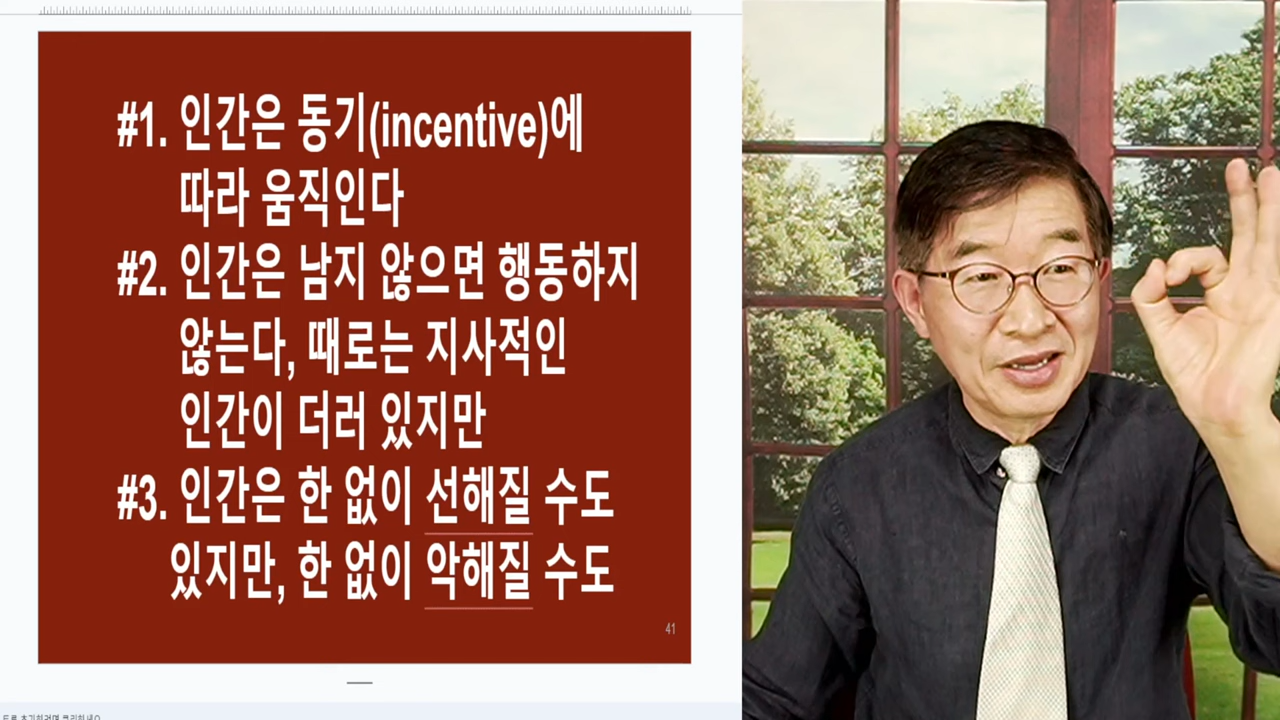 #1. 인간은 동기(incentive)에
따라 움직인다
#2. 인간은 남지 않으면 행동하지
않는다, 때로는 지사적인
인간이 더러 있지만
#3. 인간은 한 없이 선해질 수도
있지만, 한 없이 악해질 수도
41